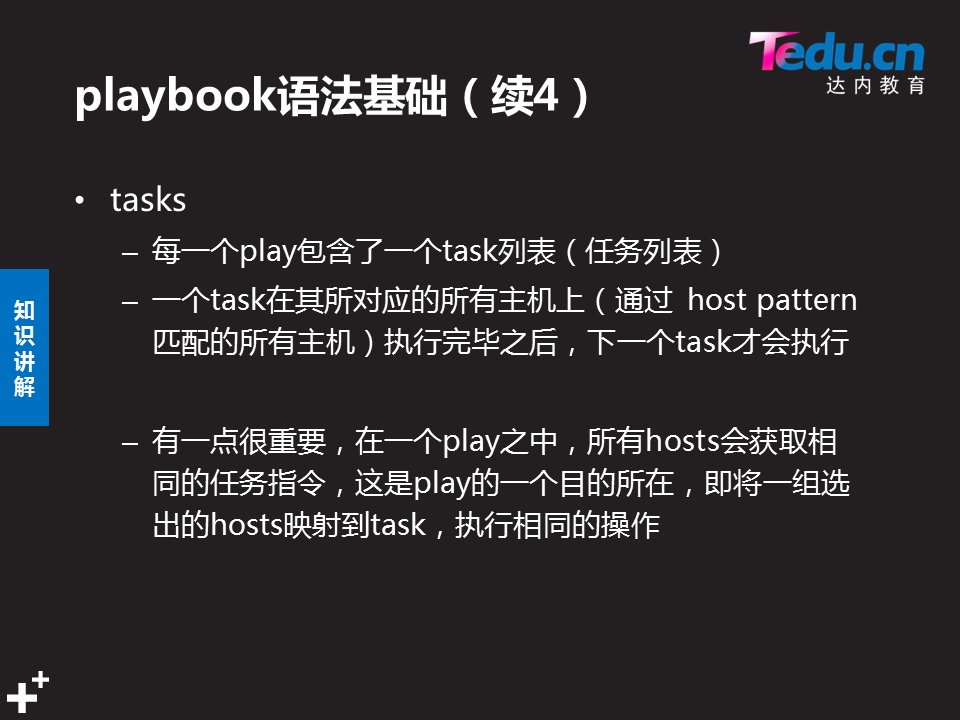 Tedu.cn
达内教育
playbook语法基础（续4）
• tasks
– 每一个play包含了一个task列表（任务列表）
– 一个task在其所对应的所有主机上（通过 host pattern
匹配的所有主机）执行完毕之后，下一个task才会执行
– 有一点很重要，在一个play之中，所有hosts会获取相
同的任务指令，这是play的一个目的所在，即将一组选
出的hosts映射到task，执行相同的操作
知
识
讲
解